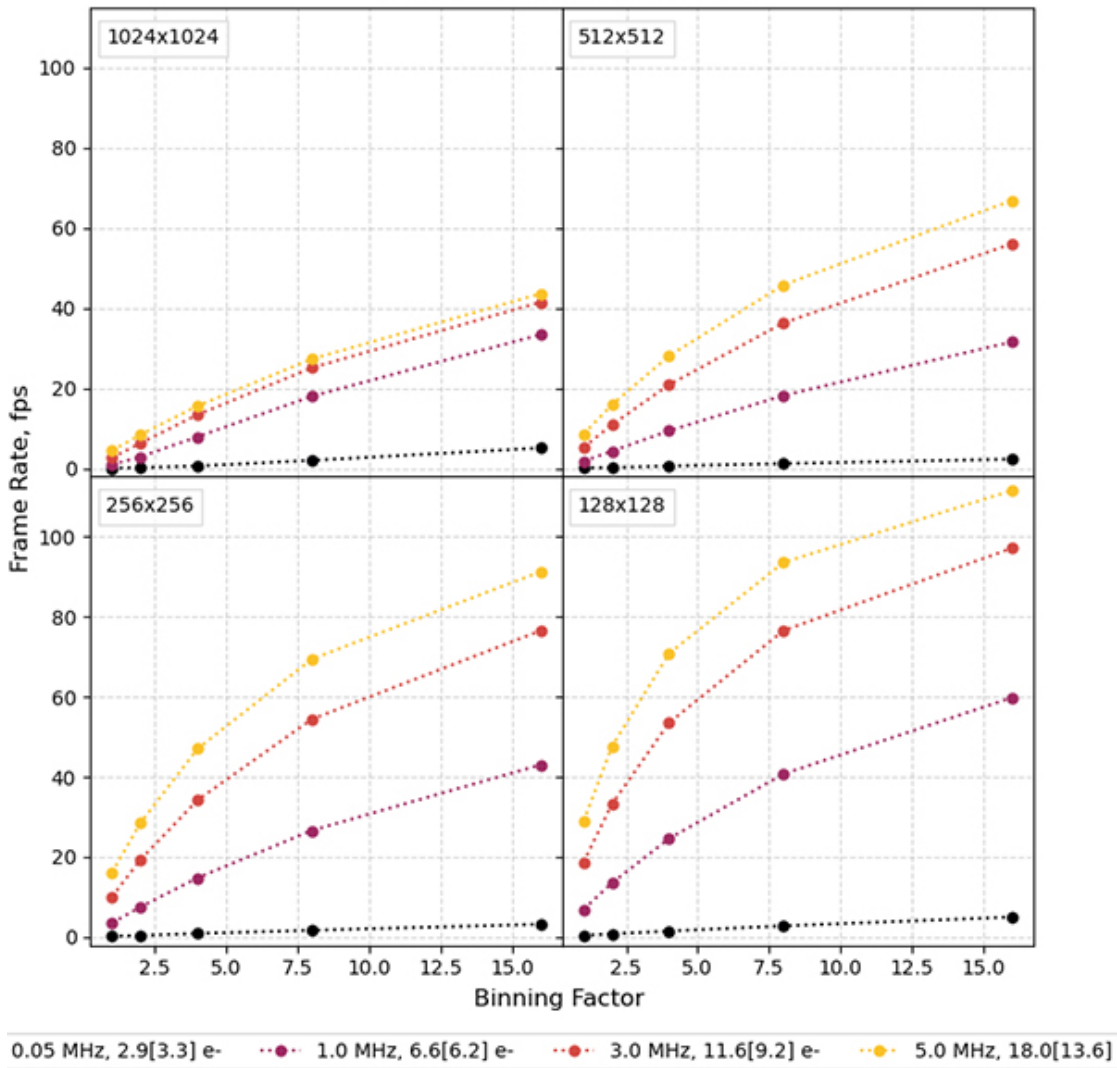 1024x1024
512x512
100
80
60
40
20
0
256x256
128x128
100
80
60
40
20
0
Frame Rate, fps
2.5 5.0 7.5 10.0 12.5 15.0 2.5 5.0 7.5 10.0 12.5 15.0
Binning Factor
0.05 MHz, 2.9[3.3] e- 1.0 MHz, 6.6[6.2] e- 3.0 MHz, 11.6[9.2] e- 5.0 MHz, 18.0[13.6]